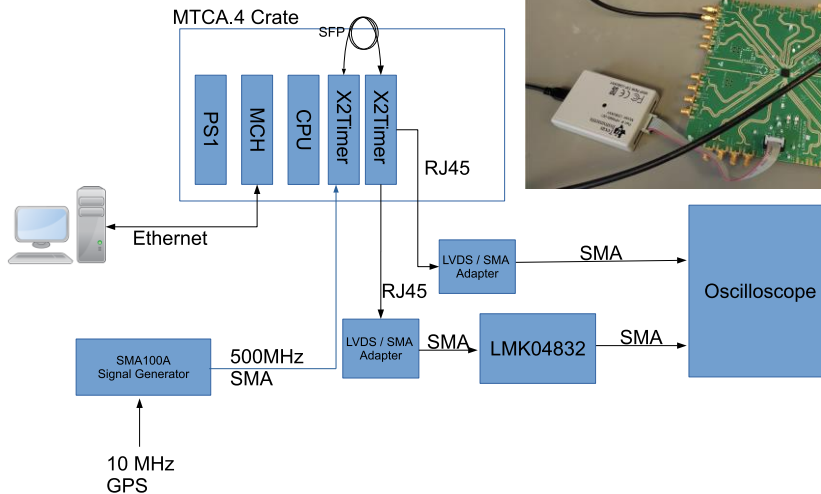 MTCA.4 Crate
SFP
PS1
MCH
CPU
X2Timer
X2Timer
RJ45
Ethernet
LVDS / SMA
Adapter
SMA
Oscilloscope
RJ45
LVDS / SMA
Adapter
SMA
LMK04832
SMA
SMA100A
Signal Generator
500MHz
SMA
10 MHz
GPS